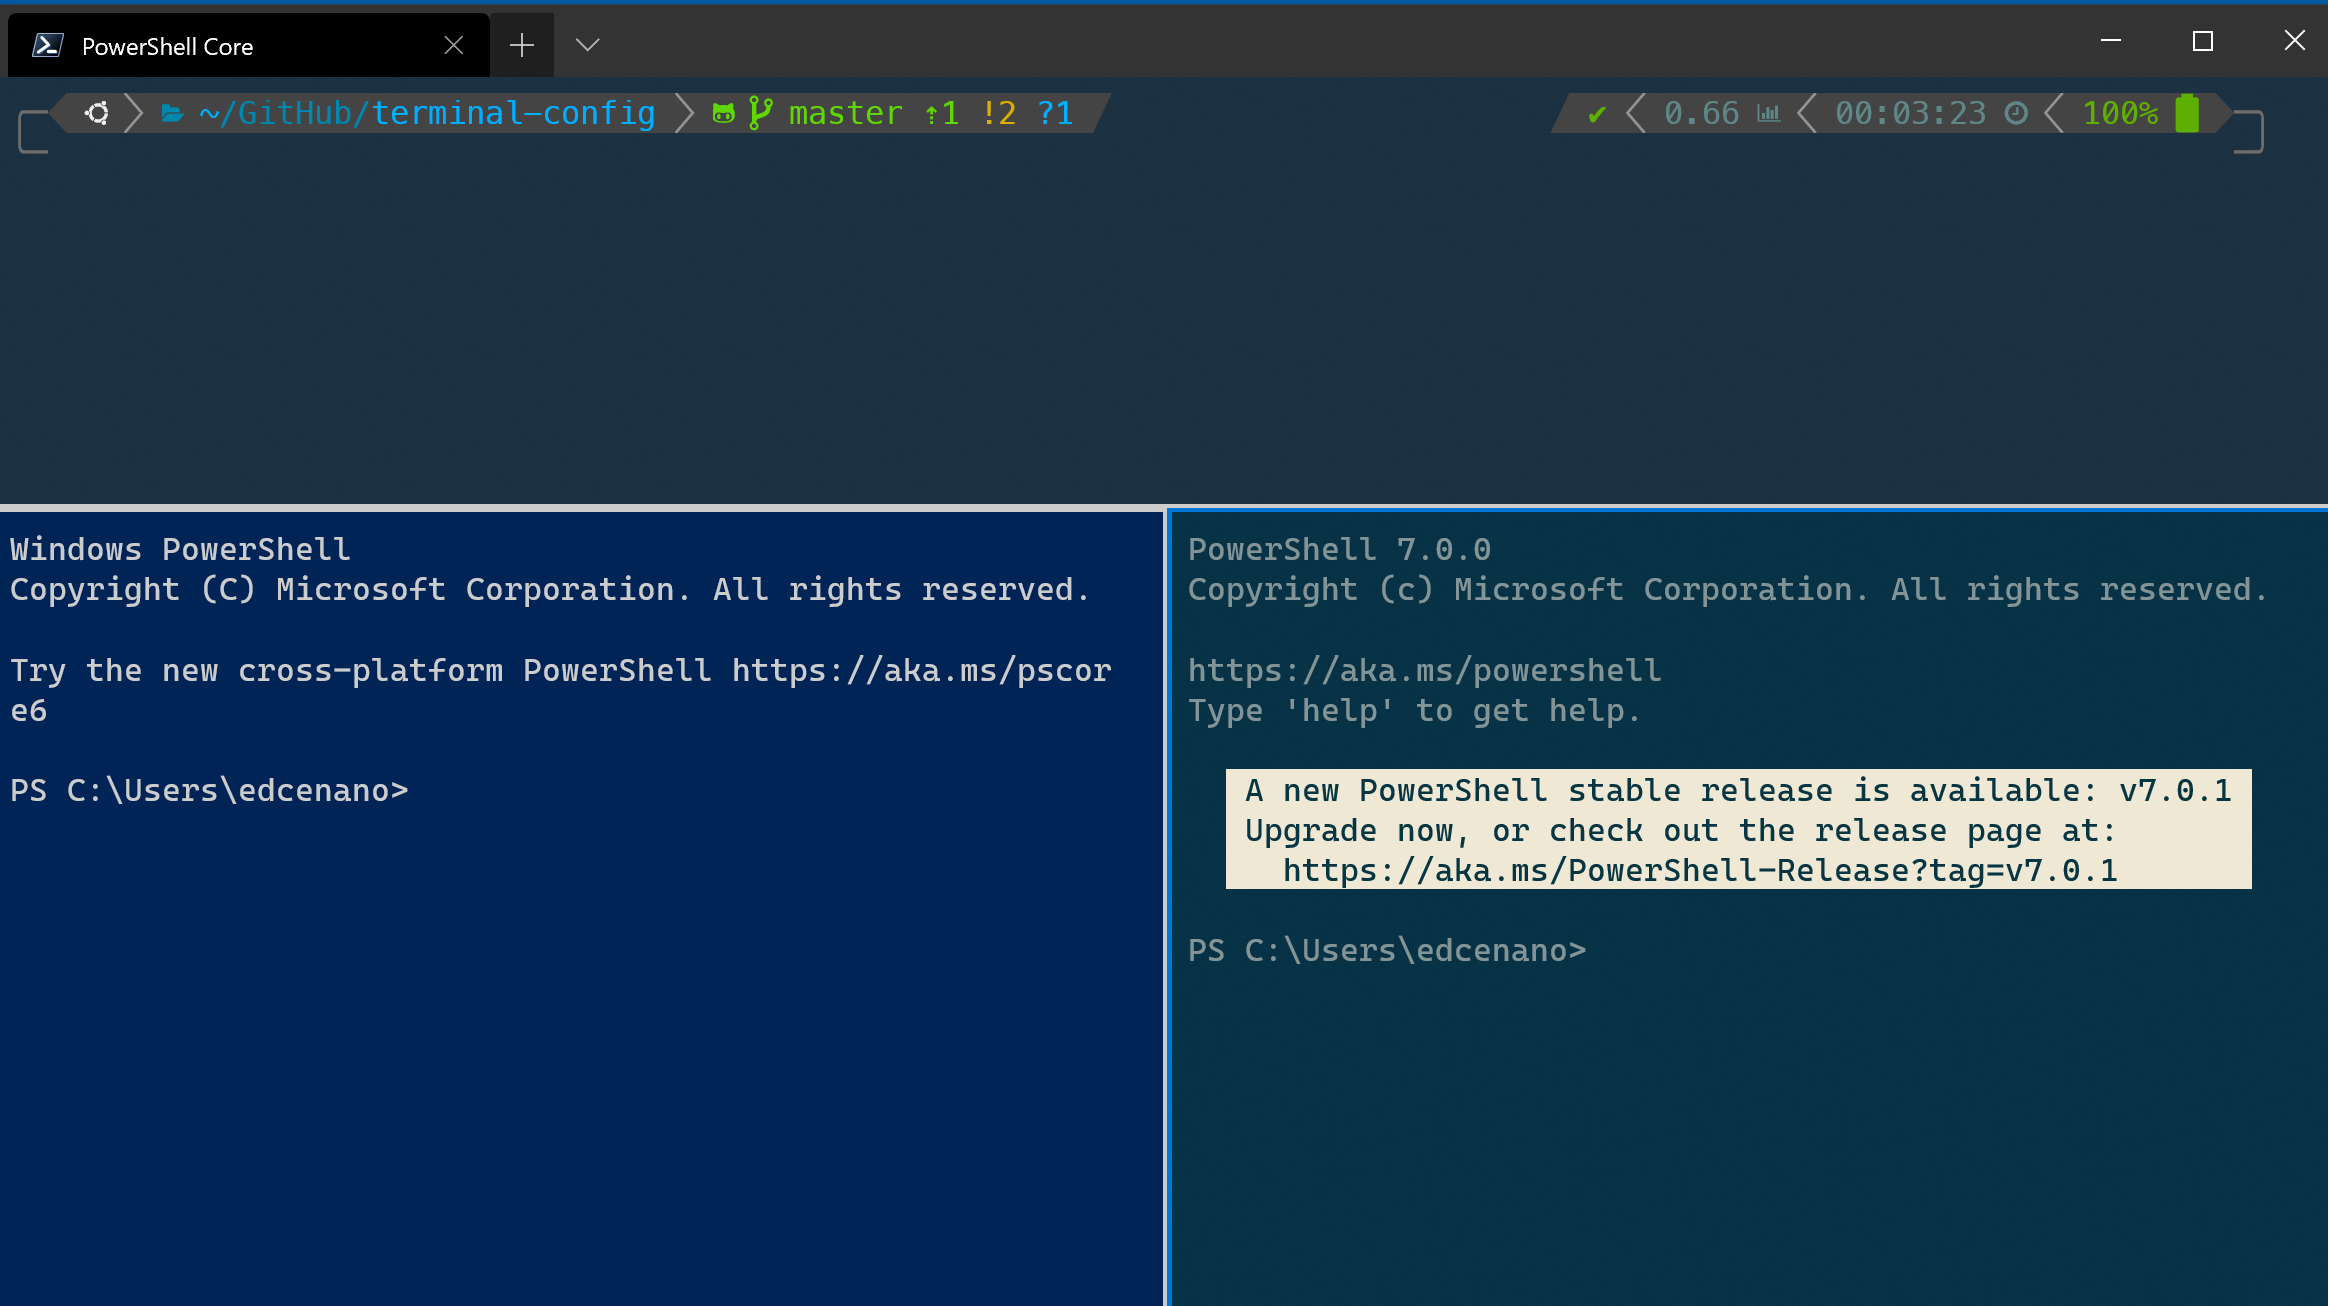 PowerShell Core
~/GitHub/terminal-config master ⇡1 !2 ?1
✔ 0.66 00:03:23 100%
Windows PowerShell
Copyright (C) Microsoft Corporation. All rights reserved.
Try the new cross-platform PowerShell https://aka.ms/pscor
e6
PS C:\Users\edcenano>
PowerShell 7.0.0
Copyright (c) Microsoft Corporation. All rights reserved.
https://aka.ms/powershell
Type 'help' to get help.
A new PowerShell stable release is available: v7.0.1
Upgrade now, or check out the release page at:
https://aka.ms/PowerShell-Release?tag=v7.0.1
PS C:\Users\edcenano>